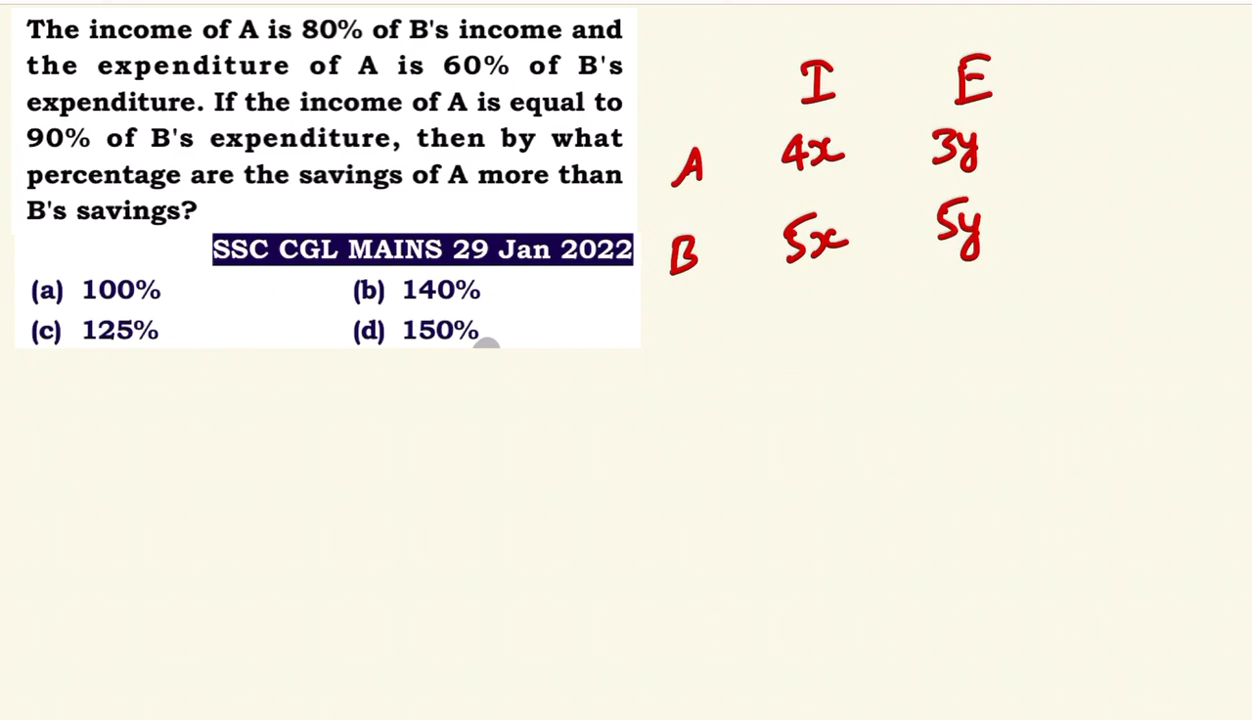 The income of A is 80% of B's income and
the expenditure of A is 60% of B's
expenditure. If the income of A is equal to
90% of B's expenditure, then by what
percentage are the savings of A more than
B's savings?
SSC CGL MAINS 29 Jan 2022
(a) 100% (b) 140%
(c) 125% (d) 150%
I E
A 4x 3y
B 5x 5y